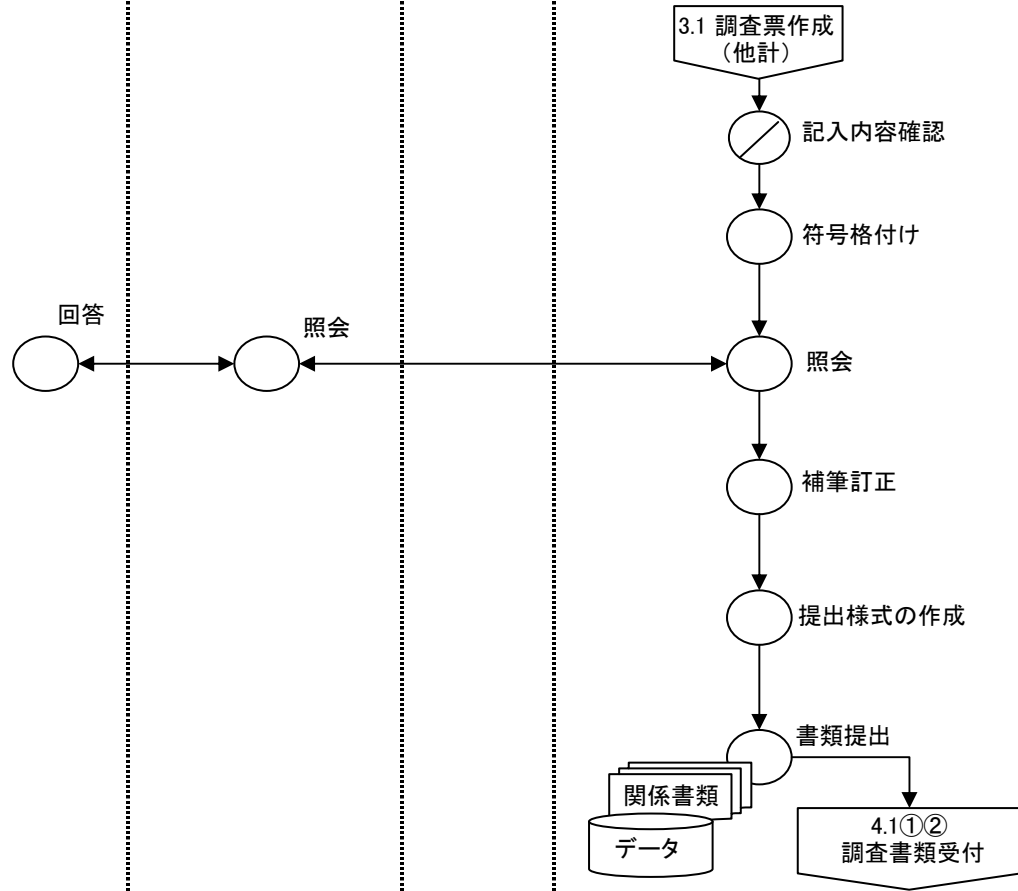 3.1 調査票作成
（他計）
記入内容確認
符号格付け
回答
照会
照会
補筆訂正
提出様式の作成
書類提出
関係書類
データ
4.1①②
調査書類受付